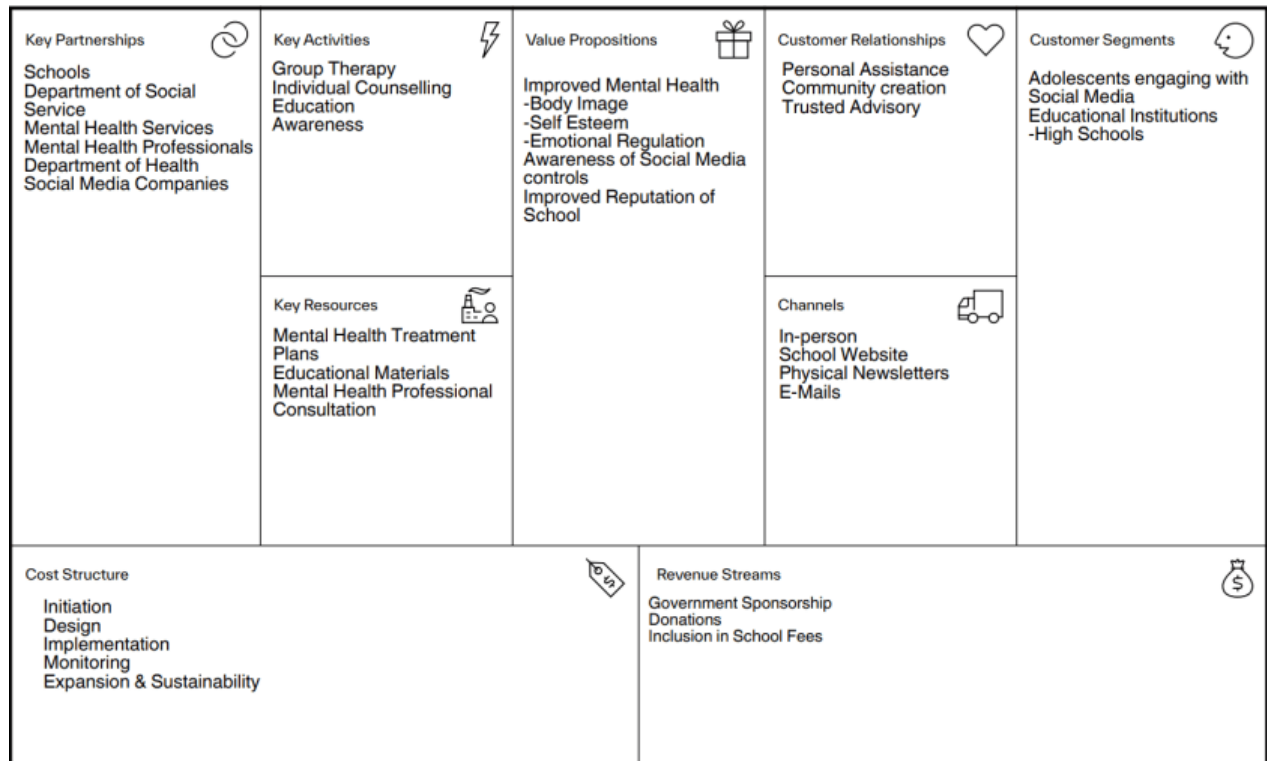 Key Partnerships
Schools
Department of Social
Service
Mental Health Services
Mental Health Professionals
Department of Health
Social Media Companies
Key Activities
Group Therapy
Individual Counselling
Education
Awareness
Key Resources
Mental Health Treatment
Plans
Educational Materials
Mental Health Professional
Consultation
Value Propositions
Improved Mental Health
-Body Image
-Self Esteem
-Emotional Regulation
Awareness of Social Media
controls
Improved Reputation of
School
Customer Relationships
Personal Assistance
Community creation
Trusted Advisory
Channels
In-person
School Website
Physical Newsletters
E-Mails
Customer Segments
Adolescents engaging with
Social Media
Educational Institutions
-High Schools
Cost Structure
Initiation
Design
Implementation
Monitoring
Expansion & Sustainability
Revenue Streams
Government Sponsorship
Donations
Inclusion in School Fees